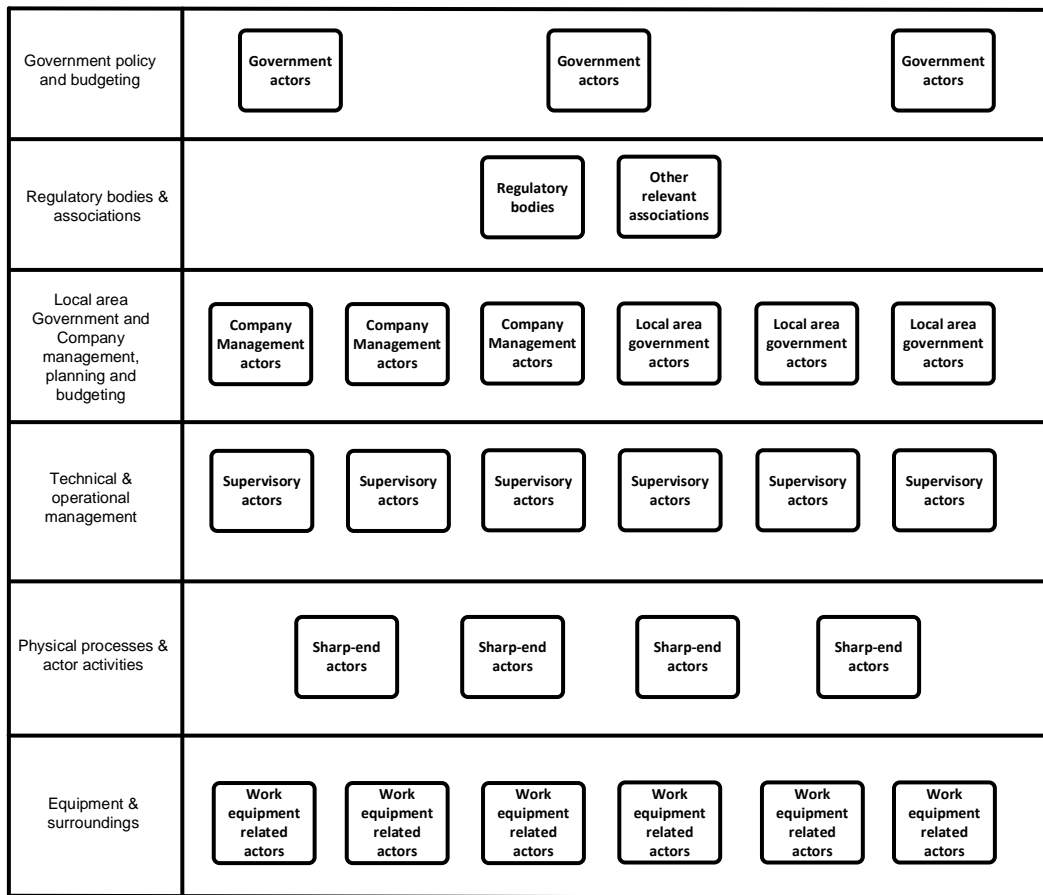 Government policy
and budgeting
Government
actors
Government
actors
Government
actors
Regulatory bodies &
associations
Regulatory
bodies
Other
relevant
associations
Local area
Government and
Company
management,
planning and
budgeting
Company
Management
actors
Company
Management
actors
Company
Management
actors
Local area
government
actors
Local area
government
actors
Local area
government
actors
Technical &
operational
management
Supervisory
actors
Supervisory
actors
Supervisory
actors
Supervisory
actors
Supervisory
actors
Supervisory
actors
Physical processes &
actor activities
Sharp-end
actors
Sharp-end
actors
Sharp-end
actors
Sharp-end
actors
Equipment &
surroundings
Work
equipment
related
actors
Work
equipment
related
actors
Work
equipment
related
actors
Work
equipment
related
actors
Work
equipment
related
actors
Work
equipment
related
actors